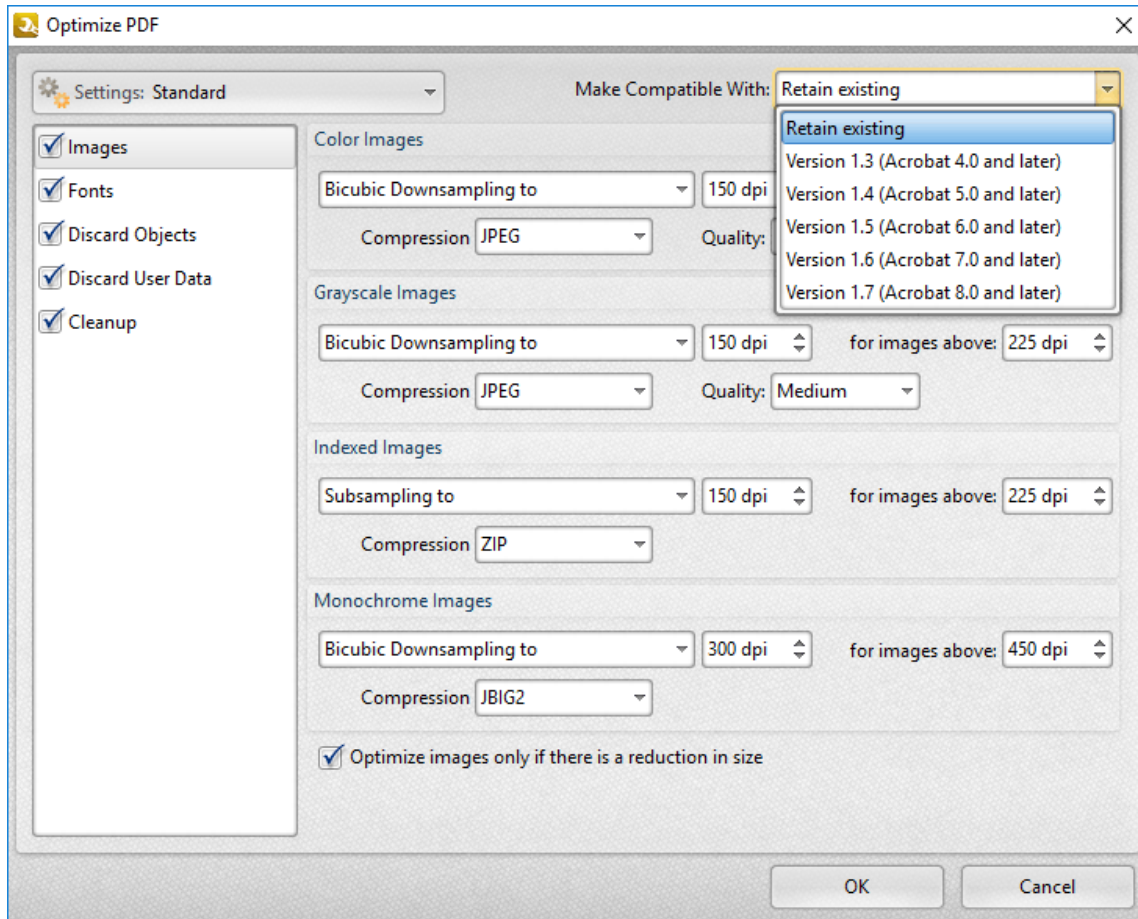 Optimize PDF
Settings: Standard
Make Compatible With: Retain existing
Retain existing
Version 1.3 (Acrobat 4.0 and later)
Version 1.4 (Acrobat 5.0 and later)
Version 1.5 (Acrobat 6.0 and later)
Version 1.6 (Acrobat 7.0 and later)
Version 1.7 (Acrobat 8.0 and later)
Images
Fonts
Discard Objects
Discard User Data
Cleanup
Color Images
Bicubic Downsampling to 150 dpi
Compression JPEG Quality:
Grayscale Images
Bicubic Downsampling to 150 dpi for images above: 225 dpi
Compression JPEG Quality: Medium
Indexed Images
Subsampling to 150 dpi for images above: 225 dpi
Compression ZIP
Monochrome Images
Bicubic Downsampling to 300 dpi for images above: 450 dpi
Compression JBIG2
Optimize images only if there is a reduction in size
OK Cancel